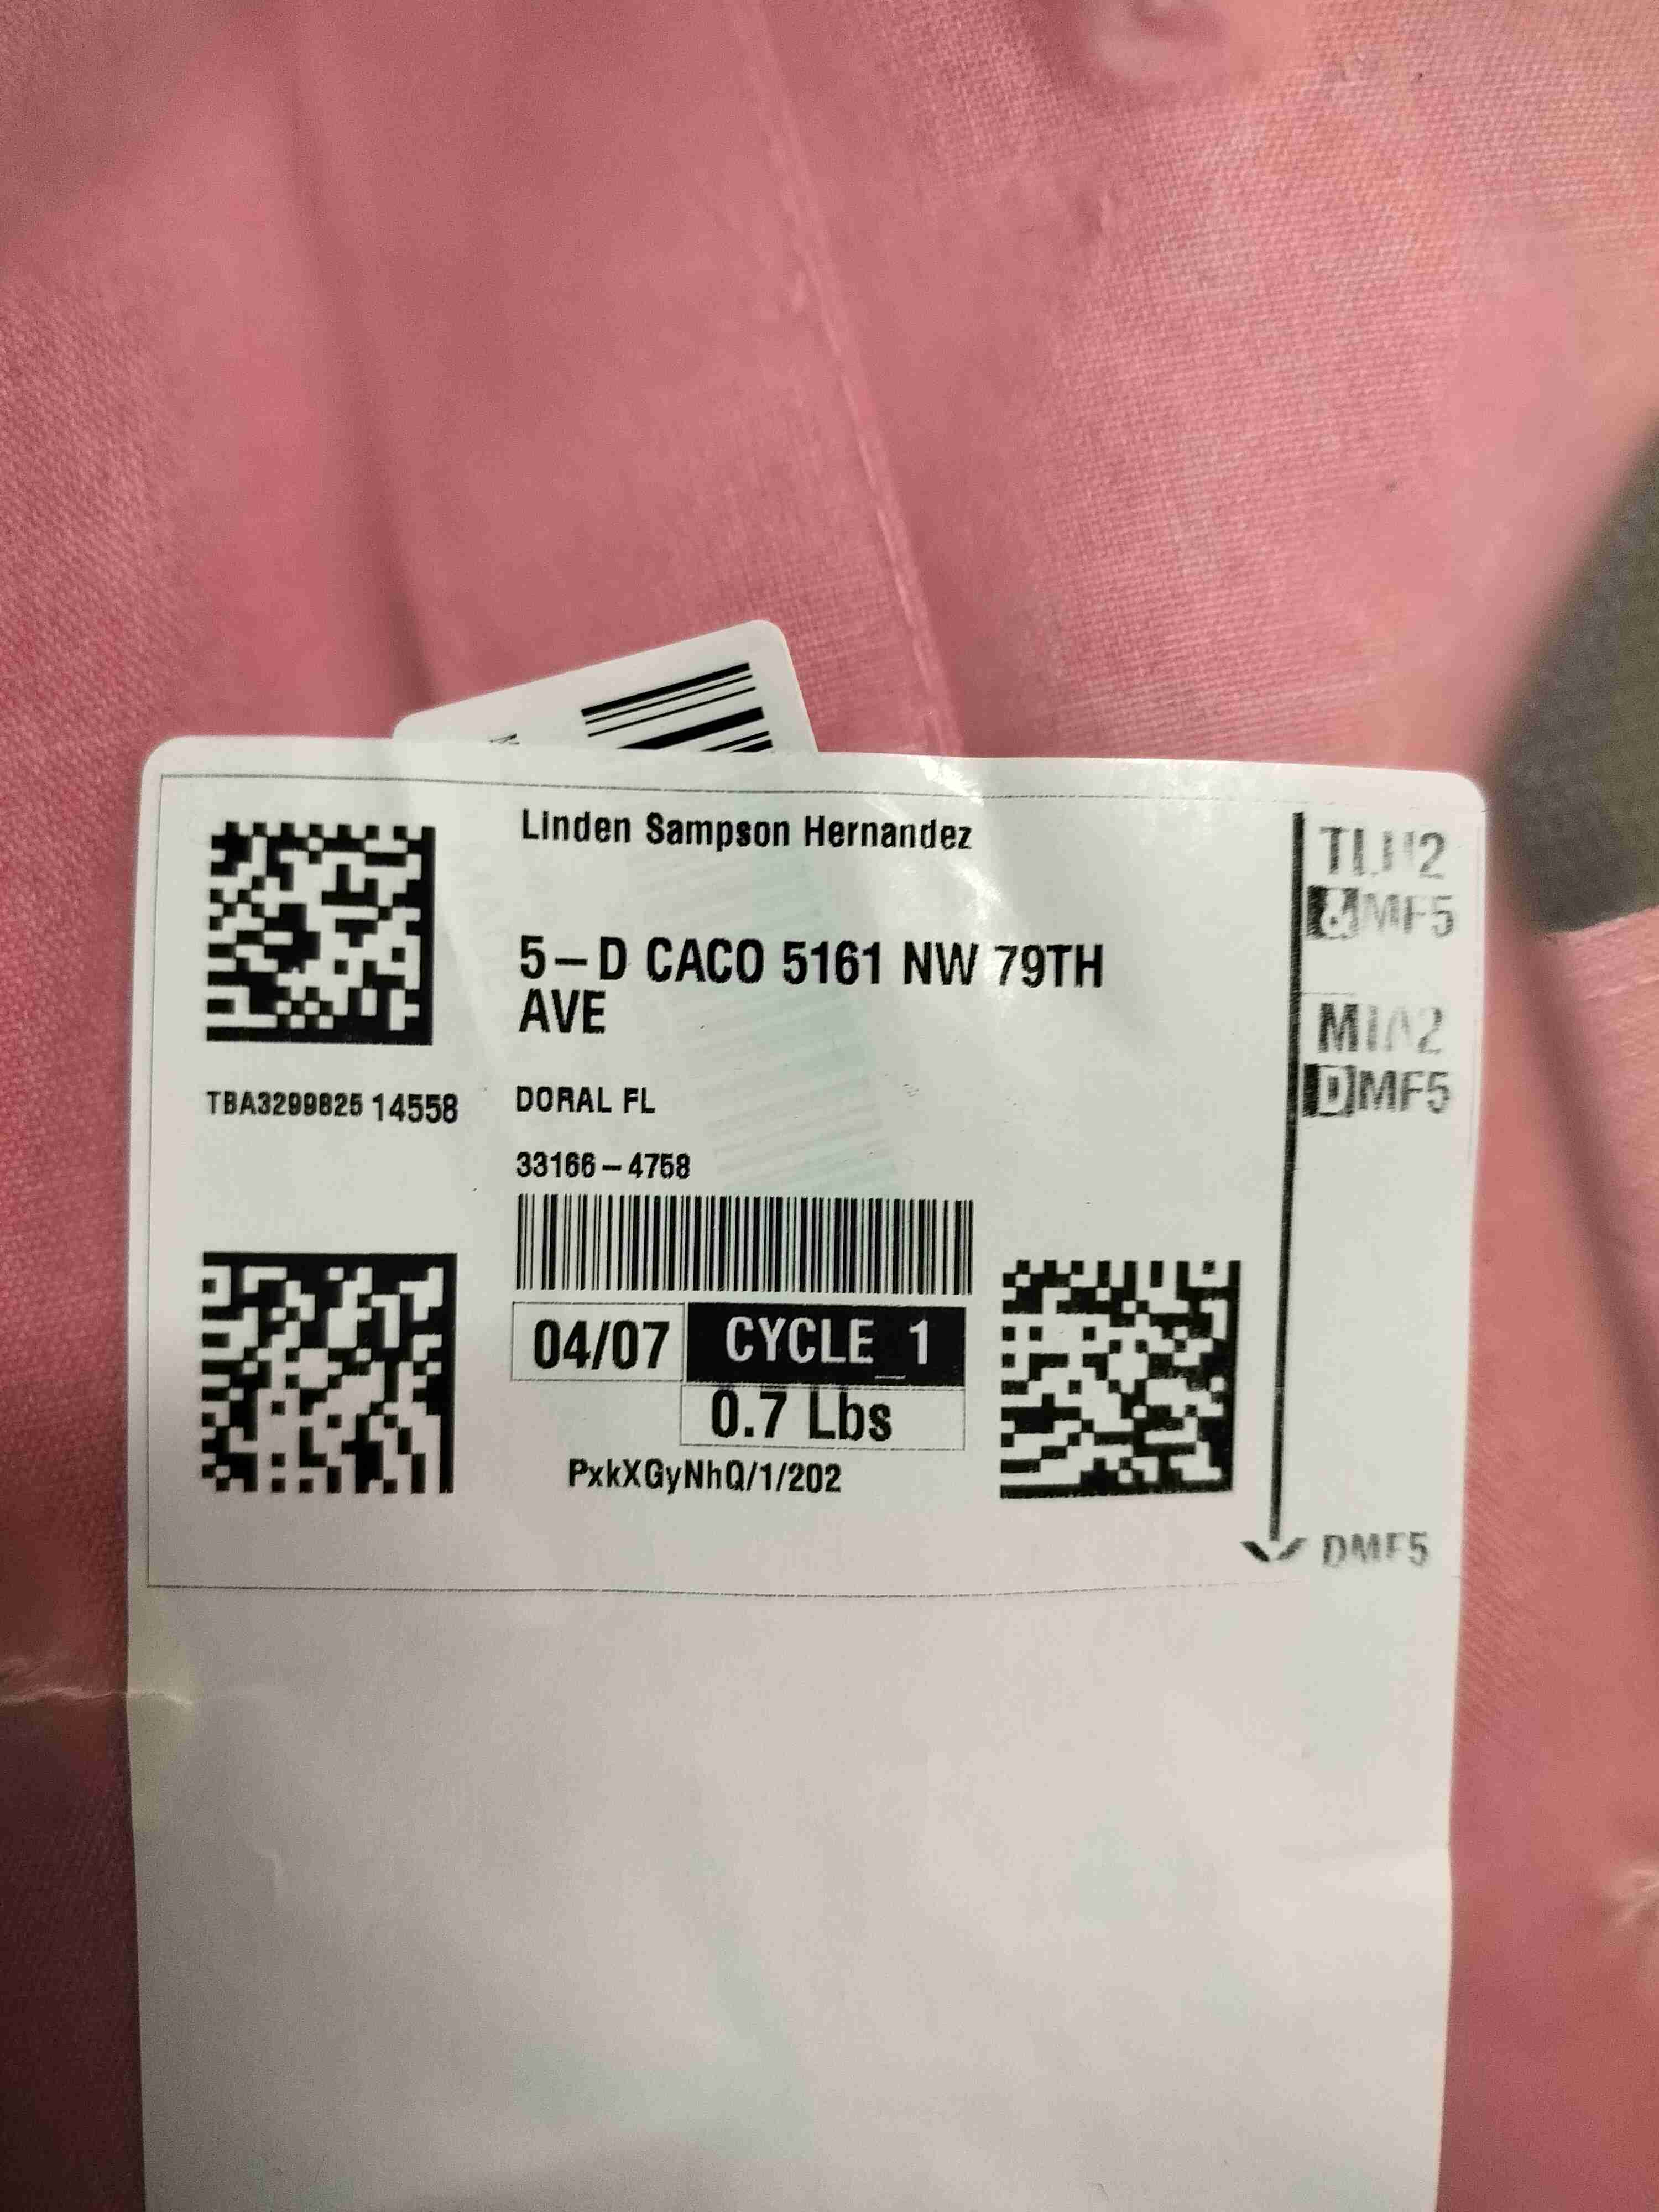 Linden Sampson Hernandez
5-D CACO 5161 NW 79TH
AVE
TBA3299825 14558
DORAL FL
33166-4758
04/07
CYCLE 1
0.7 Lbs
PxkXGyNhQ/1/202
MF5
MIA2
DMF5
DMF5